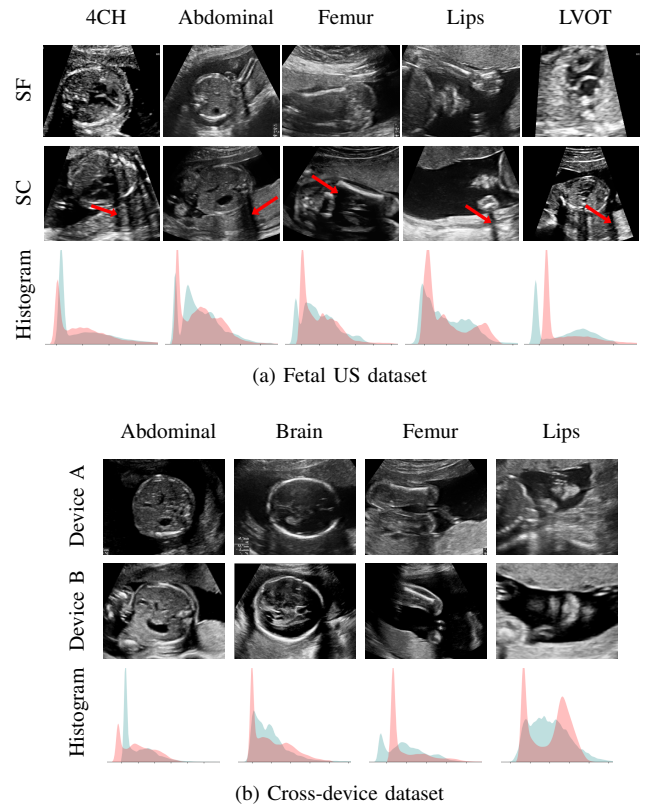 4CH Abdominal Femur Lips LVOT
SF
SC
Histogram
(a) Fetal US dataset
Abdominal Brain Femur Lips
Device A
Device B
Histogram
(b) Cross-device dataset